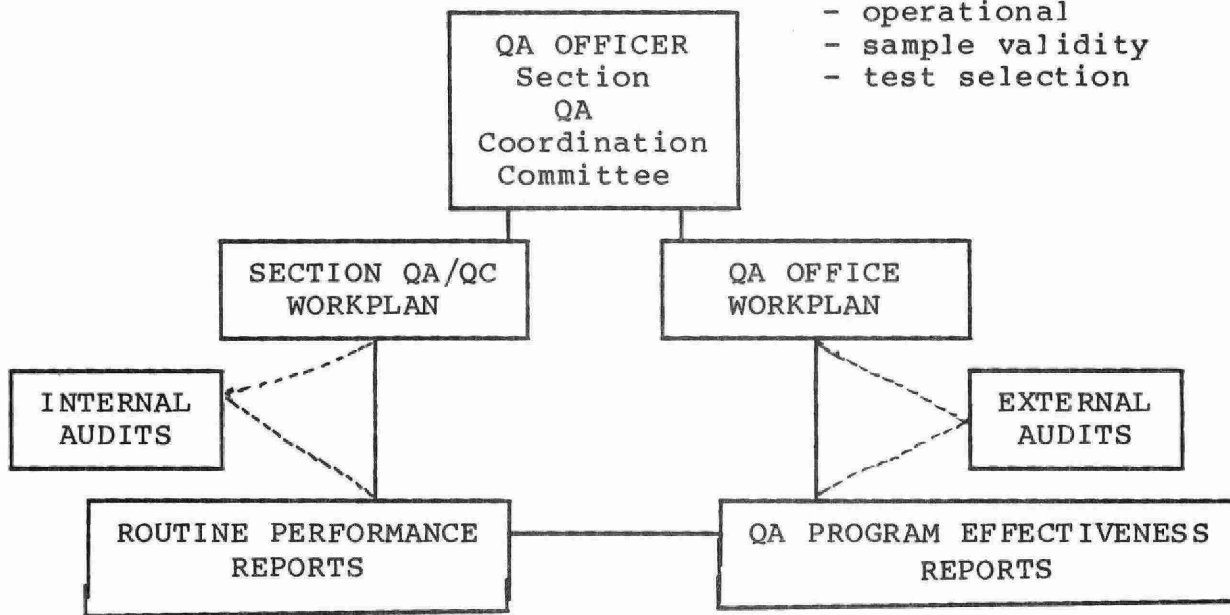 - operational
- sample validity
- test selection
QA OFFICER
Section
QA
Coordination
Committee
SECTION QA/QC
WORKPLAN
QA OFFICE
WORKPLAN
INTERNAL
AUDITS
EXTERNAL
AUDITS
ROUTINE PERFORMANCE
REPORTS
QA PROGRAM EFFECTIVENESS
REPORTS